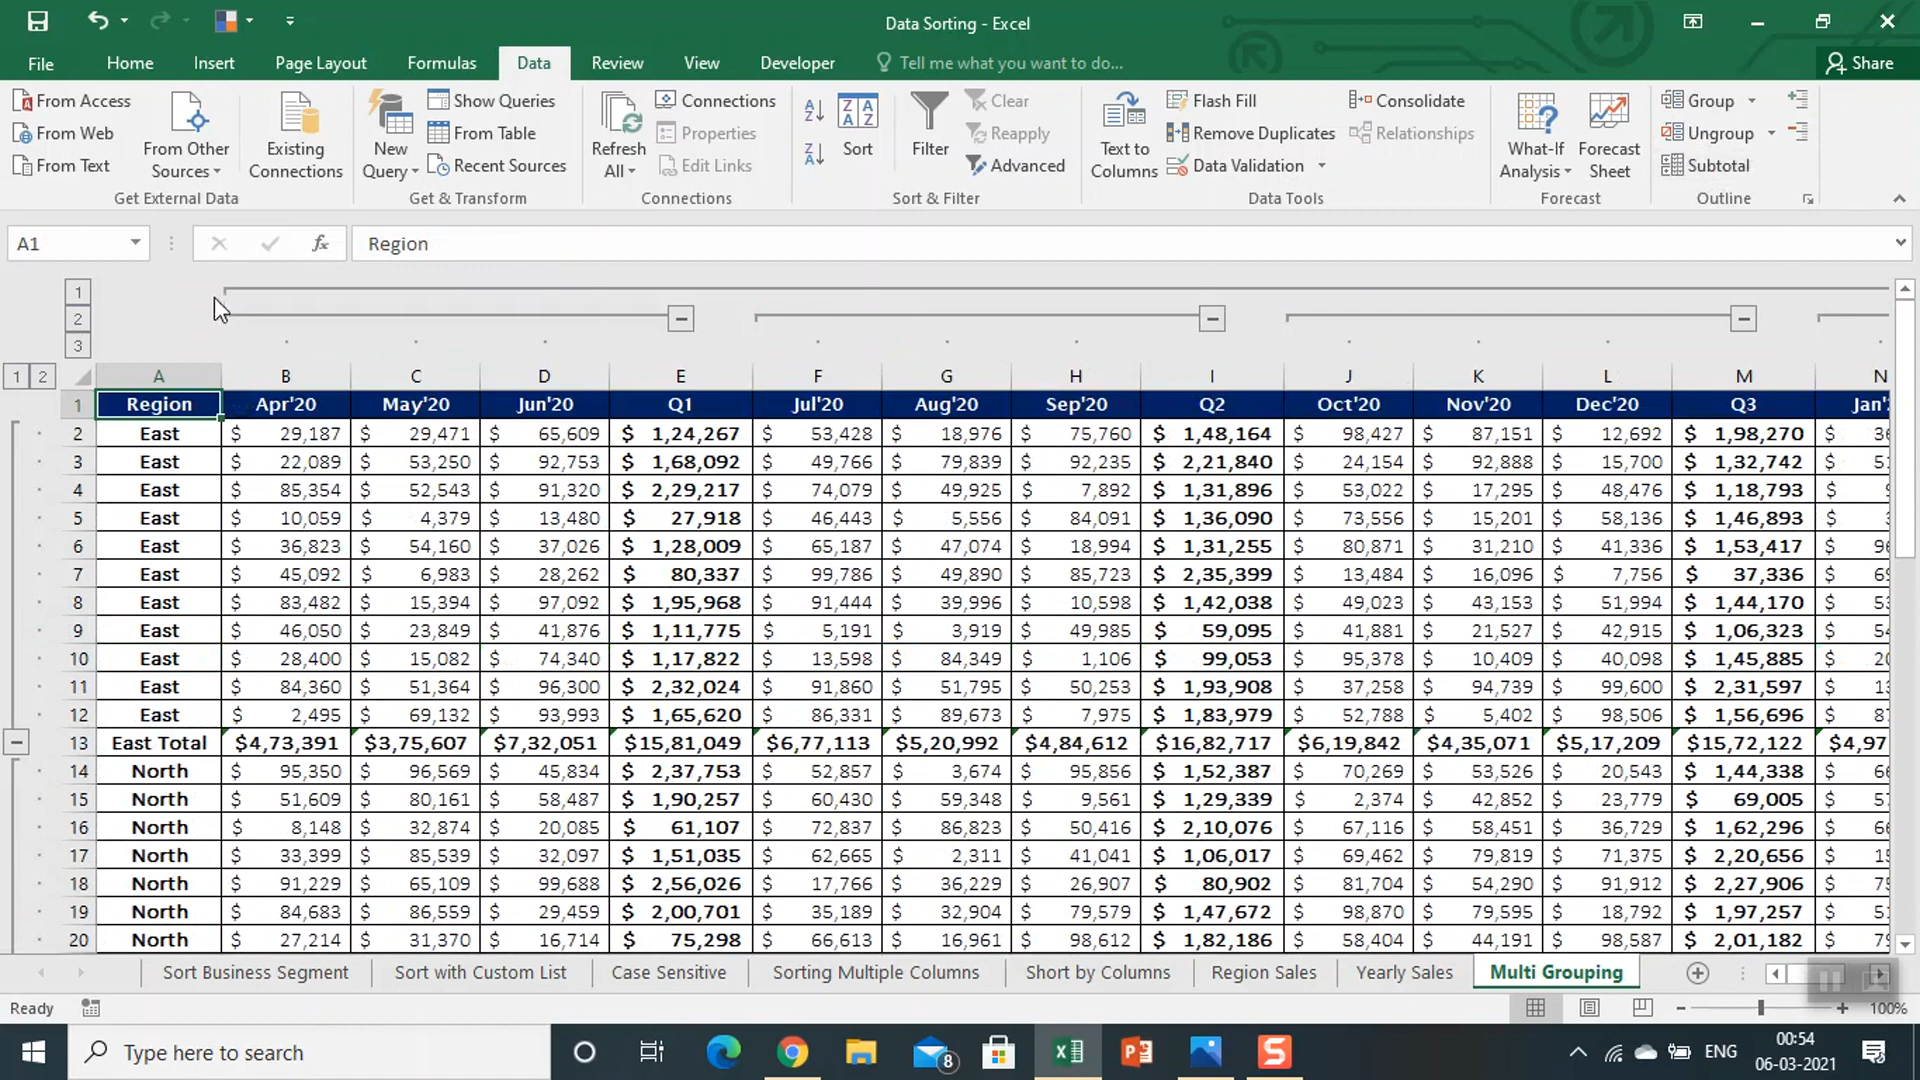 Data Sorting - Excel
File Home Insert Page Layout Formulas Data Review View Developer Tell me what you want to do... Share
From Access
From Web
From Text
From Other Sources
Existing Connections
Get External Data
New Query
Show Queries
From Table
Recent Sources
Get & Transform
Refresh All
Connections
Properties
Edit Links
Connections
Sort
Filter
Clear
Reapply
Advanced
Sort & Filter
Text to Columns
Flash Fill
Remove Duplicates
Data Validation
Consolidate
Relationships
Data Tools
What-If Analysis
Forecast Sheet
Forecast
Group
Ungroup
Subtotal
Outline
A1 fx Region
1
2
3
1 2 A B C D E F G H I J K L M N
1 Region Apr'20 May'20 Jun'20 Q1 Jul'20 Aug'20 Sep'20 Q2 Oct'20 Nov'20 Dec'20 Q3 Jan'
2 East $ 29,187 $ 29,471 $ 65,609 $ 1,24,267 $ 53,428 $ 18,976 $ 75,760 $ 1,48,164 $ 98,427 $ 87,151 $ 12,692 $ 1,98,270 $
3 East $ 22,089 $ 53,250 $ 92,753 $ 1,68,092 $ 49,766 $ 79,839 $ 92,235 $ 2,21,840 $ 24,154 $ 92,888 $ 15,700 $ 1,32,742 $
4 East $ 85,354 $ 52,543 $ 91,320 $ 2,29,217 $ 74,079 $ 49,925 $ 7,892 $ 1,31,896 $ 53,022 $ 17,295 $ 48,476 $ 1,18,793 $
5 East $ 10,059 $ 4,379 $ 13,480 $ 27,918 $ 46,443 $ 5,556 $ 84,091 $ 1,36,090 $ 73,556 $ 15,201 $ 58,136 $ 1,46,893 $
6 East $ 36,823 $ 54,160 $ 37,026 $ 1,28,009 $ 65,187 $ 47,074 $ 18,994 $ 1,31,255 $ 80,871 $ 31,210 $ 41,336 $ 1,53,417 $
7 East $ 45,092 $ 6,983 $ 28,262 $ 80,337 $ 99,786 $ 49,890 $ 85,723 $ 2,35,399 $ 13,484 $ 16,096 $ 7,756 $ 37,336 $
8 East $ 83,482 $ 15,394 $ 97,092 $ 1,95,968 $ 91,444 $ 39,996 $ 10,598 $ 1,42,038 $ 49,023 $ 43,153 $ 51,994 $ 1,44,170 $
9 East $ 46,050 $ 23,849 $ 41,876 $ 1,11,775 $ 5,191 $ 3,919 $ 49,985 $ 59,095 $ 41,881 $ 21,527 $ 42,915 $ 1,06,323 $
10 East $ 28,400 $ 15,082 $ 74,340 $ 1,17,822 $ 13,598 $ 84,349 $ 1,106 $ 99,053 $ 95,378 $ 10,409 $ 40,098 $ 1,45,885 $
11 East $ 84,360 $ 51,364 $ 96,300 $ 2,32,024 $ 91,860 $ 51,795 $ 50,253 $ 1,93,908 $ 37,258 $ 94,739 $ 99,600 $ 2,31,597 $
12 East $ 2,495 $ 69,132 $ 93,993 $ 1,65,620 $ 86,331 $ 89,673 $ 7,975 $ 1,83,979 $ 52,788 $ 5,402 $ 98,506 $ 1,56,696 $
13 East Total $4,73,391 $3,75,607 $7,32,051 $15,81,049 $6,77,113 $5,20,992 $4,84,612 $16,82,717 $6,19,842 $4,35,071 $5,17,209 $15,72,122 $4,97
14 North $ 95,350 $ 96,569 $ 45,834 $ 2,37,753 $ 52,857 $ 3,674 $ 95,856 $ 1,52,387 $ 70,269 $ 53,526 $ 20,543 $ 1,44,338 $
15 North $ 51,609 $ 80,161 $ 58,487 $ 1,90,257 $ 60,430 $ 59,348 $ 9,561 $ 1,29,339 $ 2,374 $ 42,852 $ 23,779 $ 69,005 $
16 North $ 8,148 $ 32,874 $ 20,085 $ 61,107 $ 72,837 $ 86,823 $ 50,416 $ 2,10,076 $ 67,116 $ 58,451 $ 36,729 $ 1,62,296 $
17 North $ 33,399 $ 85,539 $ 32,097 $ 1,51,035 $ 62,665 $ 2,311 $ 41,041 $ 1,06,017 $ 69,462 $ 79,819 $ 71,375 $ 2,20,656 $
18 North $ 91,229 $ 65,109 $ 99,688 $ 2,56,026 $ 17,766 $ 36,229 $ 26,907 $ 80,902 $ 81,704 $ 54,290 $ 91,912 $ 2,27,906 $
19 North $ 84,683 $ 86,559 $ 29,459 $ 2,00,701 $ 35,189 $ 32,904 $ 79,579 $ 1,47,672 $ 98,870 $ 79,595 $ 18,792 $ 1,97,257 $
20 North $ 27,214 $ 31,370 $ 16,714 $ 75,298 $ 66,613 $ 16,961 $ 98,612 $ 1,82,186 $ 58,404 $ 44,191 $ 98,587 $ 2,01,182 $
Sort Business Segment Sort with Custom List Case Sensitive Sorting Multiple Columns Short by Columns Region Sales Yearly Sales Multi Grouping
Ready 100%
Type here to search 8 ENG 00:54
06-03-2021